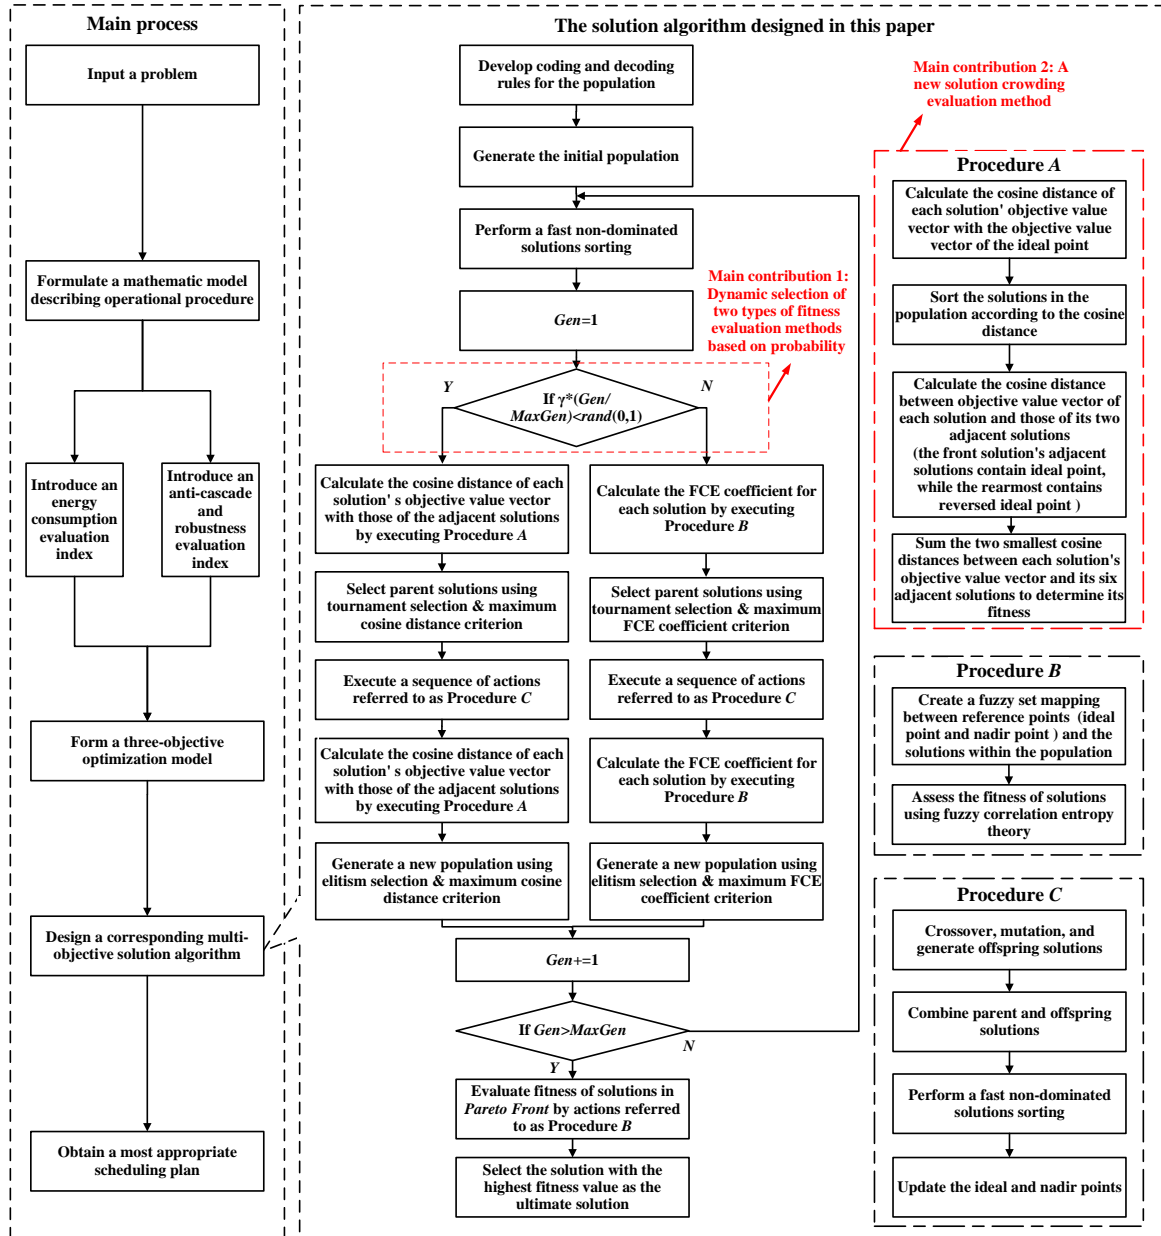 Main process
Input a problem
Formulate a mathematic model
describing operational procedure
Introduce an
energy
consumption
evaluation
index
Introduce an
anti-cascade
and
robustness
evaluation
index
Form a three-objective
optimization model
Design a corresponding multi-
objective solution algorithm
Obtain a most appropriate
scheduling plan
The solution algorithm designed in this paper
Develop coding and decoding
rules for the population
Generate the initial population
Perform a fast non-dominated
solutions sorting
Gen=1
Main contribution 1:
Dynamic selection of
two types of fitness
evaluation methods
based on probability
Y
N
If γ*(Gen/
MaxGen)<rand(0,1)
Calculate the cosine distance of each
solution' s objective value vector
with those of the adjacent solutions
by executing Procedure A
Select parent solutions using
tournament selection & maximum
cosine distance criterion
Execute a sequence of actions
referred to as Procedure C
Calculate the cosine distance of each
solution' s objective value vector
with those of the adjacent solutions
by executing Procedure A
Generate a new population using
elitism selection & maximum cosine
distance criterion
Calculate the FCE coefficient for
each solution by executing
Procedure B
Select parent solutions using
tournament selection & maximum
FCE coefficient criterion
Execute a sequence of actions
referred to as Procedure C
Calculate the FCE coefficient for
each solution by executing
Procedure B
Generate a new population using
elitism selection & maximum FCE
coefficient criterion
Gen+=1
If Gen>MaxGen
N
Y
Evaluate fitness of solutions in
Pareto Front by actions referred
to as Procedure B
Select the solution with the
highest fitness value as the
ultimate solution
Main contribution 2: A
new solution crowding
evaluation method
Procedure A
Calculate the cosine distance of
each solution' objective value
vector with the objective value
vector of the ideal point
Sort the solutions in the
population according to the cosine
distance
Calculate the cosine distance
between objective value vector of
each solution and those of its two
adjacent solutions
(the front solution's adjacent
solutions contain ideal point,
while the rearmost contains
reversed ideal point )
Sum the two smallest cosine
distances between each solution's
objective value vector and its six
adjacent solutions to determine its
fitness
Procedure B
Create a fuzzy set mapping
between reference points (ideal
point and nadir point ) and the
solutions within the population
Assess the fitness of solutions
using fuzzy correlation entropy
theory
Procedure C
Crossover, mutation, and
generate offspring solutions
Combine parent and offspring
solutions
Perform a fast non-dominated
solutions sorting
Update the ideal and nadir points